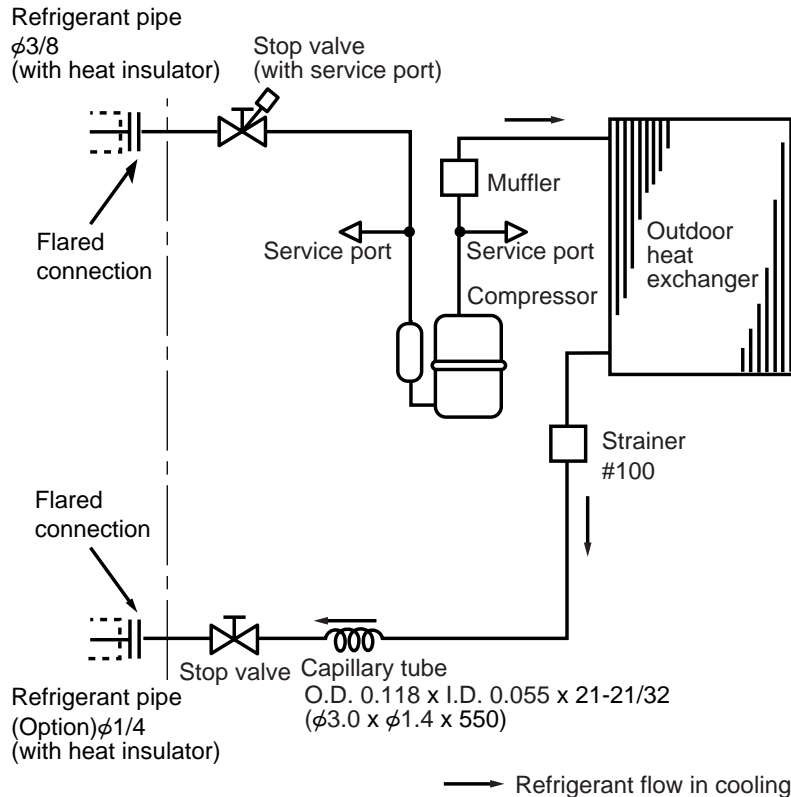 Refrigerant pipe
ϕ3/8
(with heat insulator)
Stop valve
(with service port)
Muffler
Flared
connection
Service port
Service port
Outdoor
heat
exchanger
Compressor
Strainer
#100
Flared
connection
Stop valve
Capillary tube
O.D. 0.118 x I.D. 0.055 x 21-21/32
(ϕ3.0 x ϕ1.4 x 550)
Refrigerant pipe
(Option)ϕ1/4
(with heat insulator)
Refrigerant flow in cooling